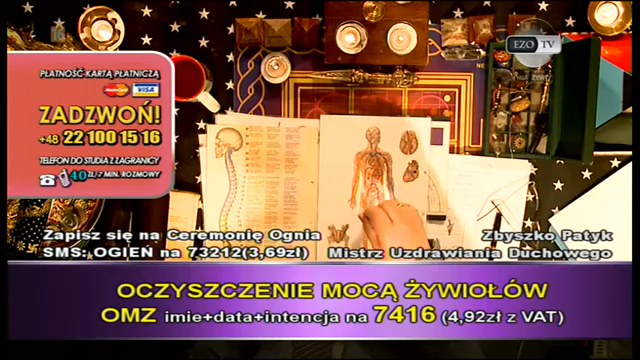 EZO TV
PŁATNOŚĆ KARTĄ PŁATNICZĄ
MasterCard VISA
ZADZWOŃ!
+48 22 100 15 16
TELEFON DO STUDIA Z ZAGRANICY
40 ZŁ/7 MIN. ROZMOWY
Zapisz się na Ceremonię Ognia
SMS: OGIEŃ na 73212(3,69zł)
Zbyszko Patyk
Mistrz Uzdrawiania Duchowego
OCZYSZCZENIE MOCĄ ŻYWIOŁÓW
OMZ imie+data+intencja na 7416 (4,92zł z VAT)